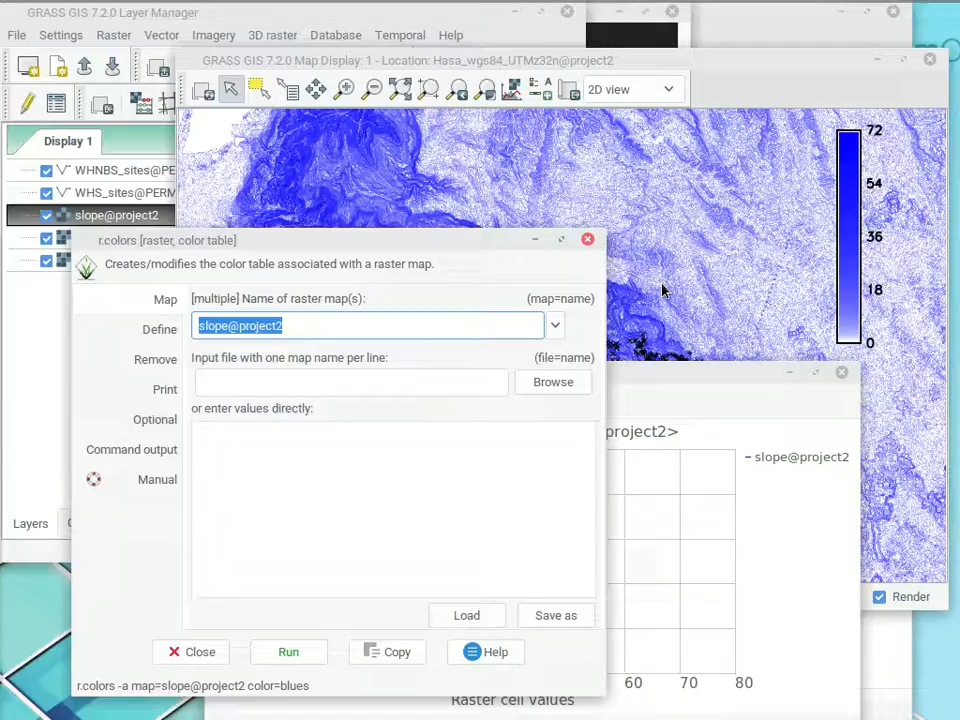 GRASS GIS 7.2.0 Layer Manager
File Settings Raster Vector Imagery 3D raster Database Temporal Help
GRASS GIS 7.2.0 Map Display: 1 - Location: Hasa_wgs84_UTMz32n@project2
2D view
Display 1
WHNBS_sites@PE
WHS_sites@PERM
slope@project2
72
54
36
18
0
r.colors [raster, color table]
Creates/modifies the color table associated with a raster map.
Map
Define
Remove
Print
Optional
Command output
Manual
[multiple] Name of raster map(s): (map=name)
slope@project2
Input file with one map name per line: (file=name)
Browse
or enter values directly:
Load Save as
Close Run Copy Help
r.colors -a map=slope@project2 color=blues
Layers
project2>
slope@project2
60 70 80
Raster cell values
Render